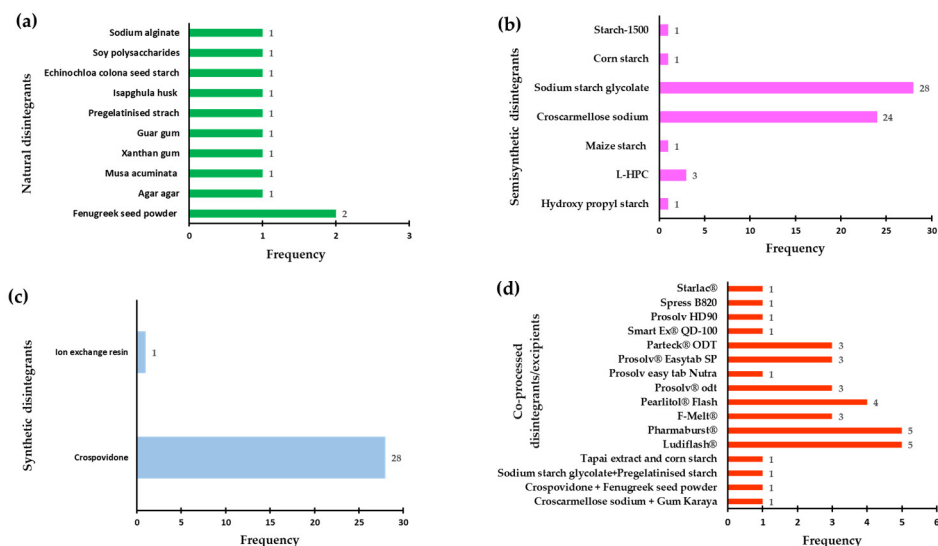 (a)
Natural disintegrants
Sodium alginate 1
Soy polysaccharides 1
Echinochloa colona seed starch 1
Isapghula husk 1
Pregelatinised strach 1
Guar gum 1
Xanthan gum 1
Musa acuminata 1
Agar agar 1
Fenugreek seed powder 2
0 1 2 3
Frequency
(b)
Semisynthetic disintegrants
Starch-1500 1
Corn starch 1
Sodium starch glycolate 28
Croscarmellose sodium 24
Maize starch 1
L-HPC 3
Hydroxy propyl starch 1
0 5 10 15 20 25 30
Frequency
(c)
Synthetic disintegrants
Ion exchange resin 1
Crospovidone 28
0 5 10 15 20 25 30
Frequency
(d)
Co-processed
disintegrants/excipients
Starlac® 1
Spress B820 1
Prosolv HD90 1
Smart Ex® QD-100 1
Parteck® ODT 3
Prosolv® Easytab SP 3
Prosolv easy tab Nutra 1
Prosolv® odt 3
Pearlitol® Flash 4
F-Melt® 3
Pharmaburst® 5
Ludiflash® 5
Tapai extract and corn starch 1
Sodium starch glycolate+Pregelatinised starch 1
Crospovidone + Fenugreek seed powder 1
Croscarmellose sodium + Gum Karaya 1
0 1 2 3 4 5 6
Frequency